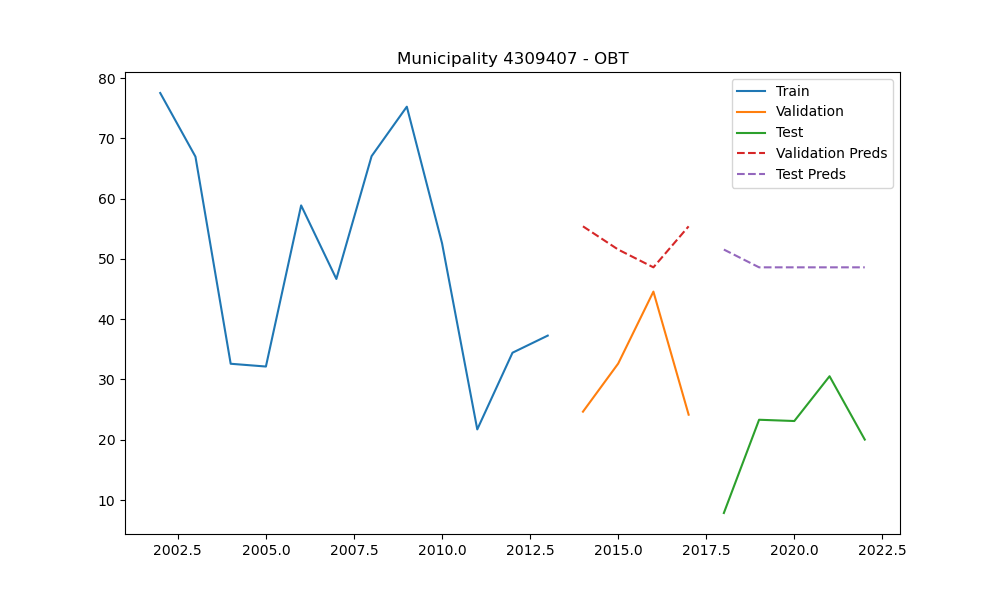 Municipality 4309407 - OBT
80
70
60
50
40
30
20
10
2002.5 2005.0 2007.5 2010.0 2012.5 2015.0 2017.5 2020.0 2022.5
Train
Validation
Test
Validation Preds
Test Preds